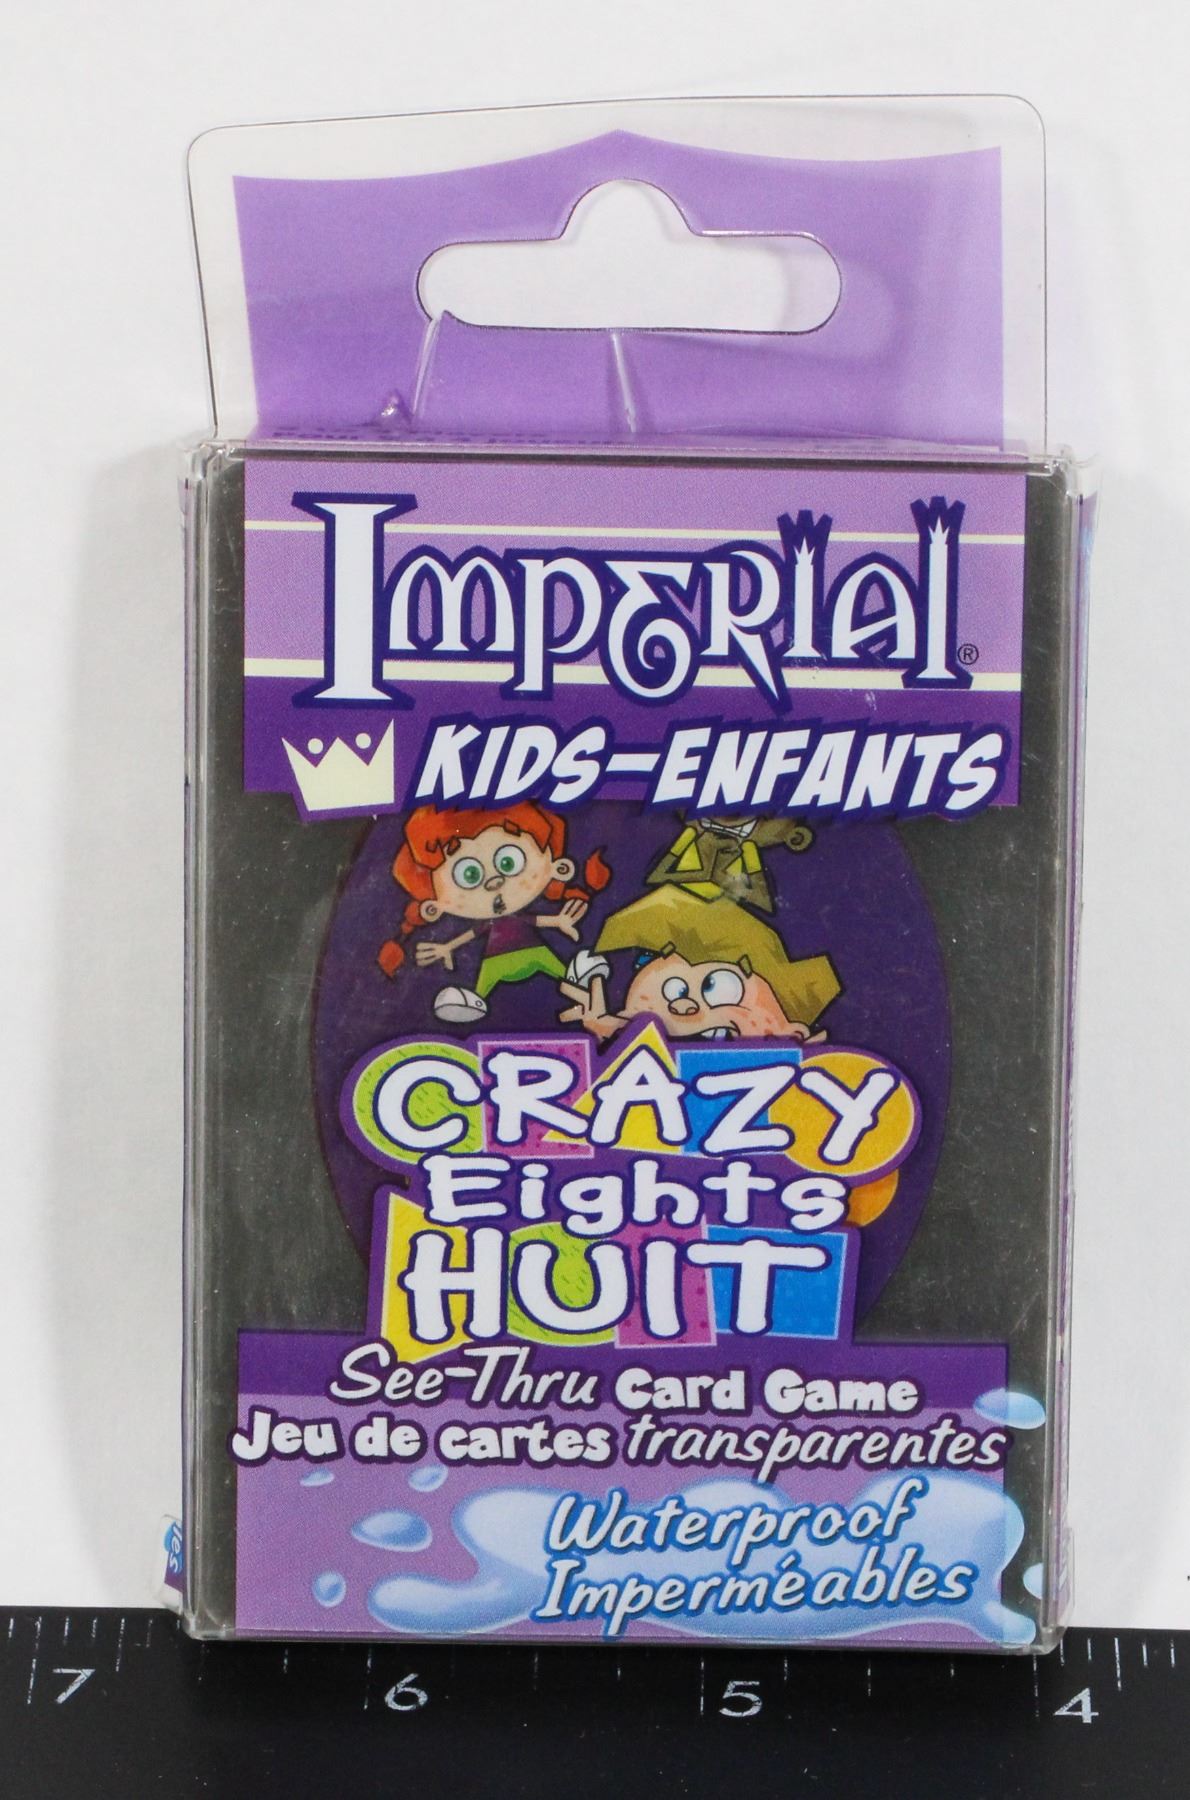 Imperial®
KIDS-ENFANTS
CRAZY
Eights
HUIT
See-Thru Card Game
Jeu de cartes transparentes
Waterproof
Imperméables
7 6 5 4